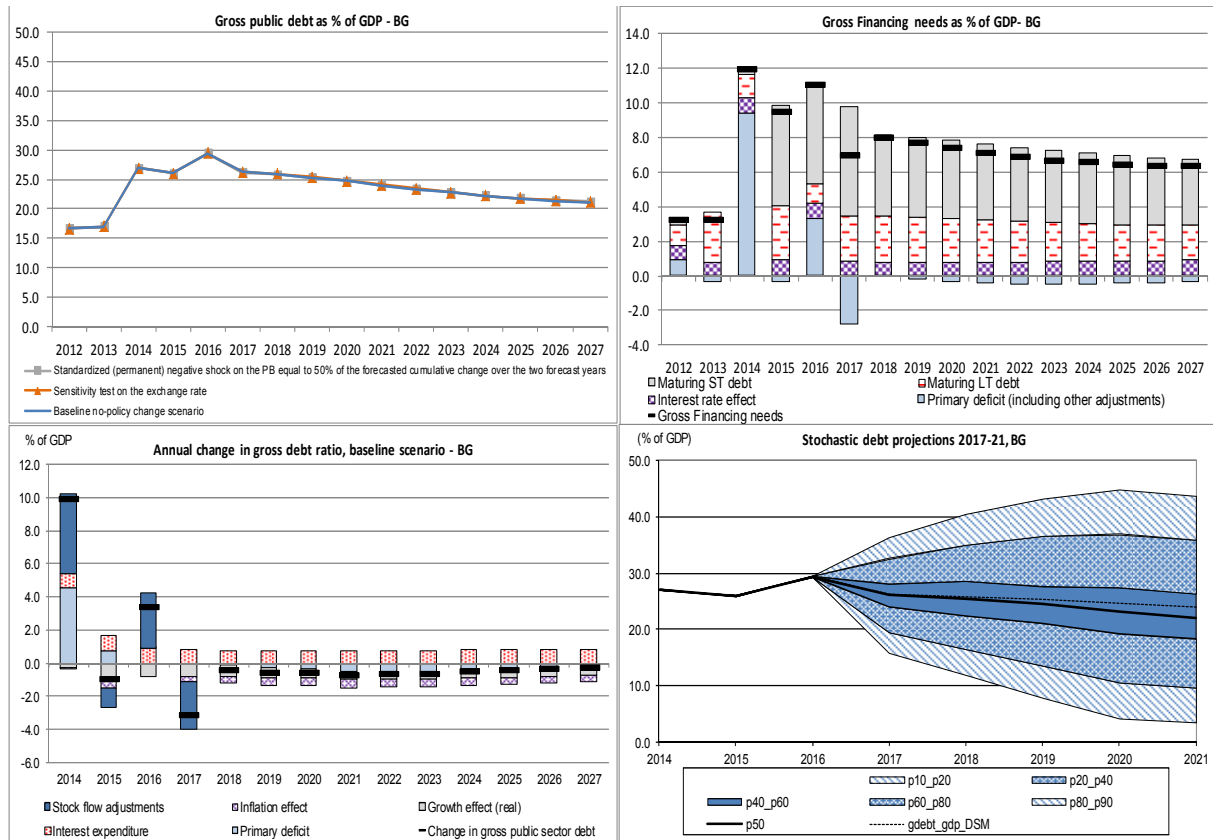 Gross public debt as % of GDP - BG
50.0
45.0
40.0
35.0
30.0
25.0
20.0
15.0
10.0
5.0
0.0
2012 2013 2014 2015 2016 2017 2018 2019 2020 2021 2022 2023 2024 2025 2026 2027
Standardized (permanent) negative shock on the PB equal to 50% of the forecasted cumulative change over the two forecast years
Sensitivity test on the exchange rate
Baseline no-policy change scenario
Gross Financing needs as % of GDP- BG
14.0
12.0
10.0
8.0
6.0
4.0
2.0
0.0
-2.0
-4.0
2012 2013 2014 2015 2016 2017 2018 2019 2020 2021 2022 2023 2024 2025 2026 2027
Maturing ST debt Maturing LT debt
Interest rate effect Primary deficit (including other adjustments)
Gross Financing needs
% of GDP
Annual change in gross debt ratio, baseline scenario - BG
12.0
10.0
8.0
6.0
4.0
2.0
0.0
-2.0
-4.0
-6.0
2014 2015 2016 2017 2018 2019 2020 2021 2022 2023 2024 2025 2026 2027
Stock flow adjustments Inflation effect Growth effect (real)
Interest expenditure Primary deficit Change in gross public sector debt
(% of GDP)
Stochastic debt projections 2017-21, BG
50.0
40.0
30.0
20.0
10.0
0.0
2014 2015 2016 2017 2018 2019 2020 2021
p10_p20 p20_p40
p40_p60 p60_p80 p80_p90
p50 gdebt_gdp_DSM